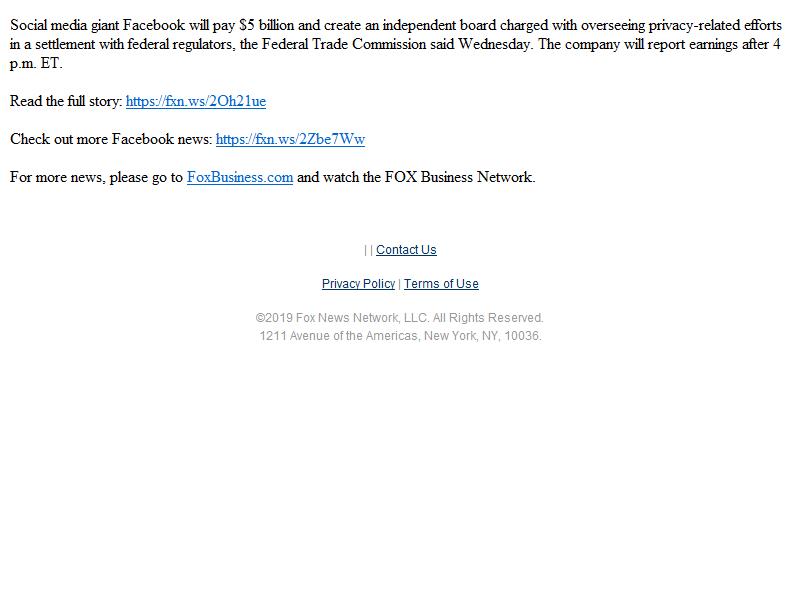 Social media giant Facebook will pay $5 billion and create an independent board charged with overseeing privacy-related efforts
in a settlement with federal regulators, the Federal Trade Commission said Wednesday. The company will report earnings after 4
p.m. ET.
Read the full story: https://fxn.ws/2Oh21ue
Check out more Facebook news: https://fxn.ws/2Zbe7Ww
For more news, please go to FoxBusiness.com and watch the FOX Business Network.
| | Contact Us
Privacy Policy | Terms of Use
©2019 Fox News Network, LLC. All Rights Reserved.
1211 Avenue of the Americas, New York, NY, 10036.